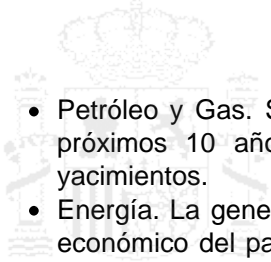 • Petróleo y Gas. S
próximos 10 año
yacimientos.
• Energía. La gene
económico del pa